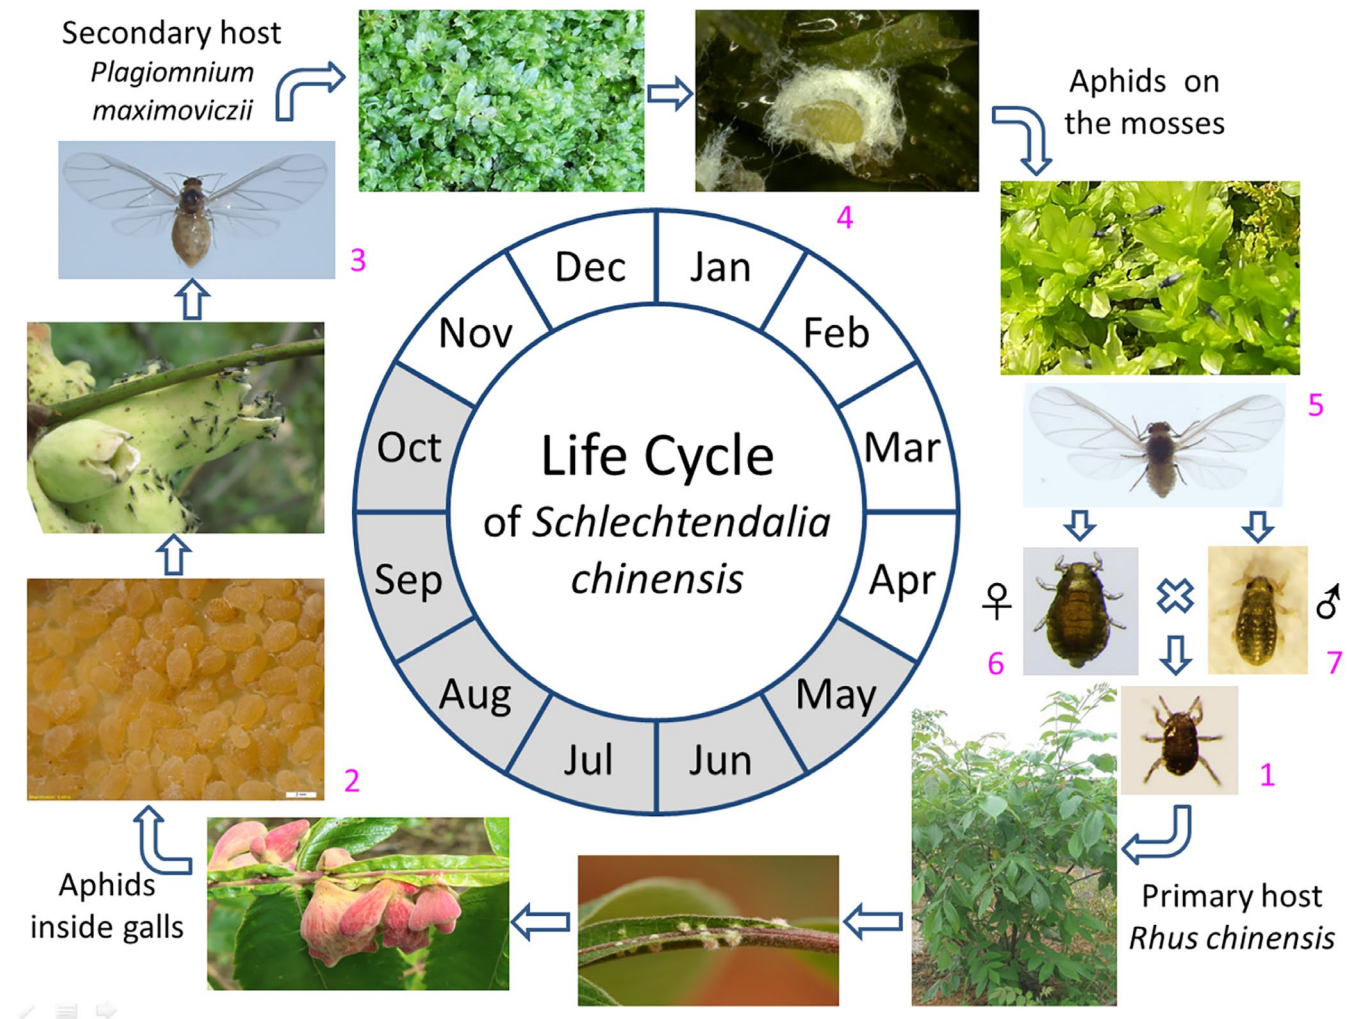 Secondary host
Plagiomnium
maximoviczii
Aphids on
the mosses
3
4
5
Dec
Jan
Nov
Feb
Oct
Mar
Life Cycle
of Schlechtendalia
chinensis
Sep
Apr
Aug
May
Jul
Jun
♀
♂
6
7
2
1
Aphids
inside galls
Primary host
Rhus chinensis